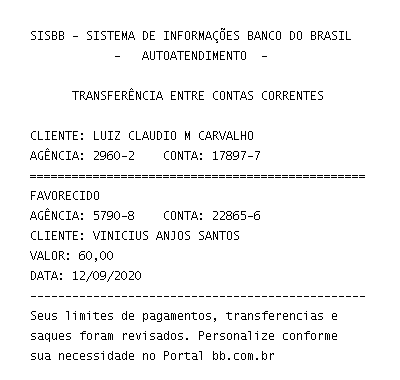 SISBB - SISTEMA DE INFORMAÇÕES BANCO DO BRASIL
- AUTOATENDIMENTO -
TRANSFERÊNCIA ENTRE CONTAS CORRENTES
CLIENTE: LUIZ CLAUDIO M CARVALHO
AGÊNCIA: 2960-2 CONTA: 17897-7
================================================
FAVORECIDO
AGÊNCIA: 5790-8 CONTA: 22865-6
CLIENTE: VINICIUS ANJOS SANTOS
VALOR: 60,00
DATA: 12/09/2020
------------------------------------------------
Seus limites de pagamentos, transferencias e
saques foram revisados. Personalize conforme
sua necessidade no Portal bb.com.br